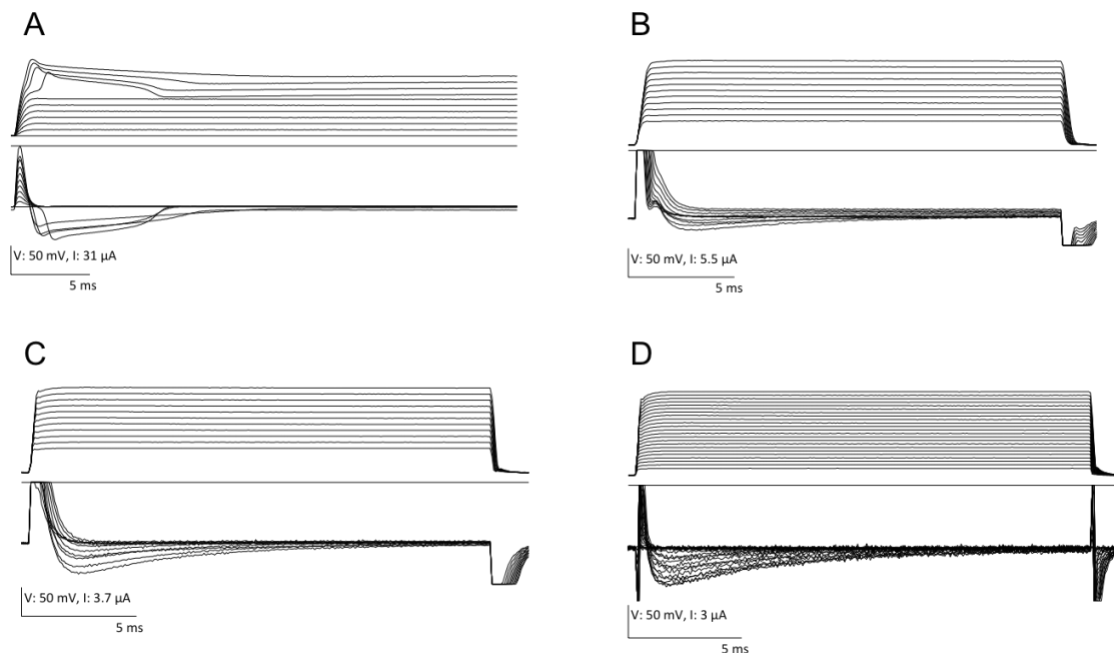 A
B
V: 50 mV, I: 31 µA
5 ms
V: 50 mV, I: 5.5 µA
5 ms
C
D
V: 50 mV, I: 3.7 µA
5 ms
V: 50 mV, I: 3 µA
5 ms